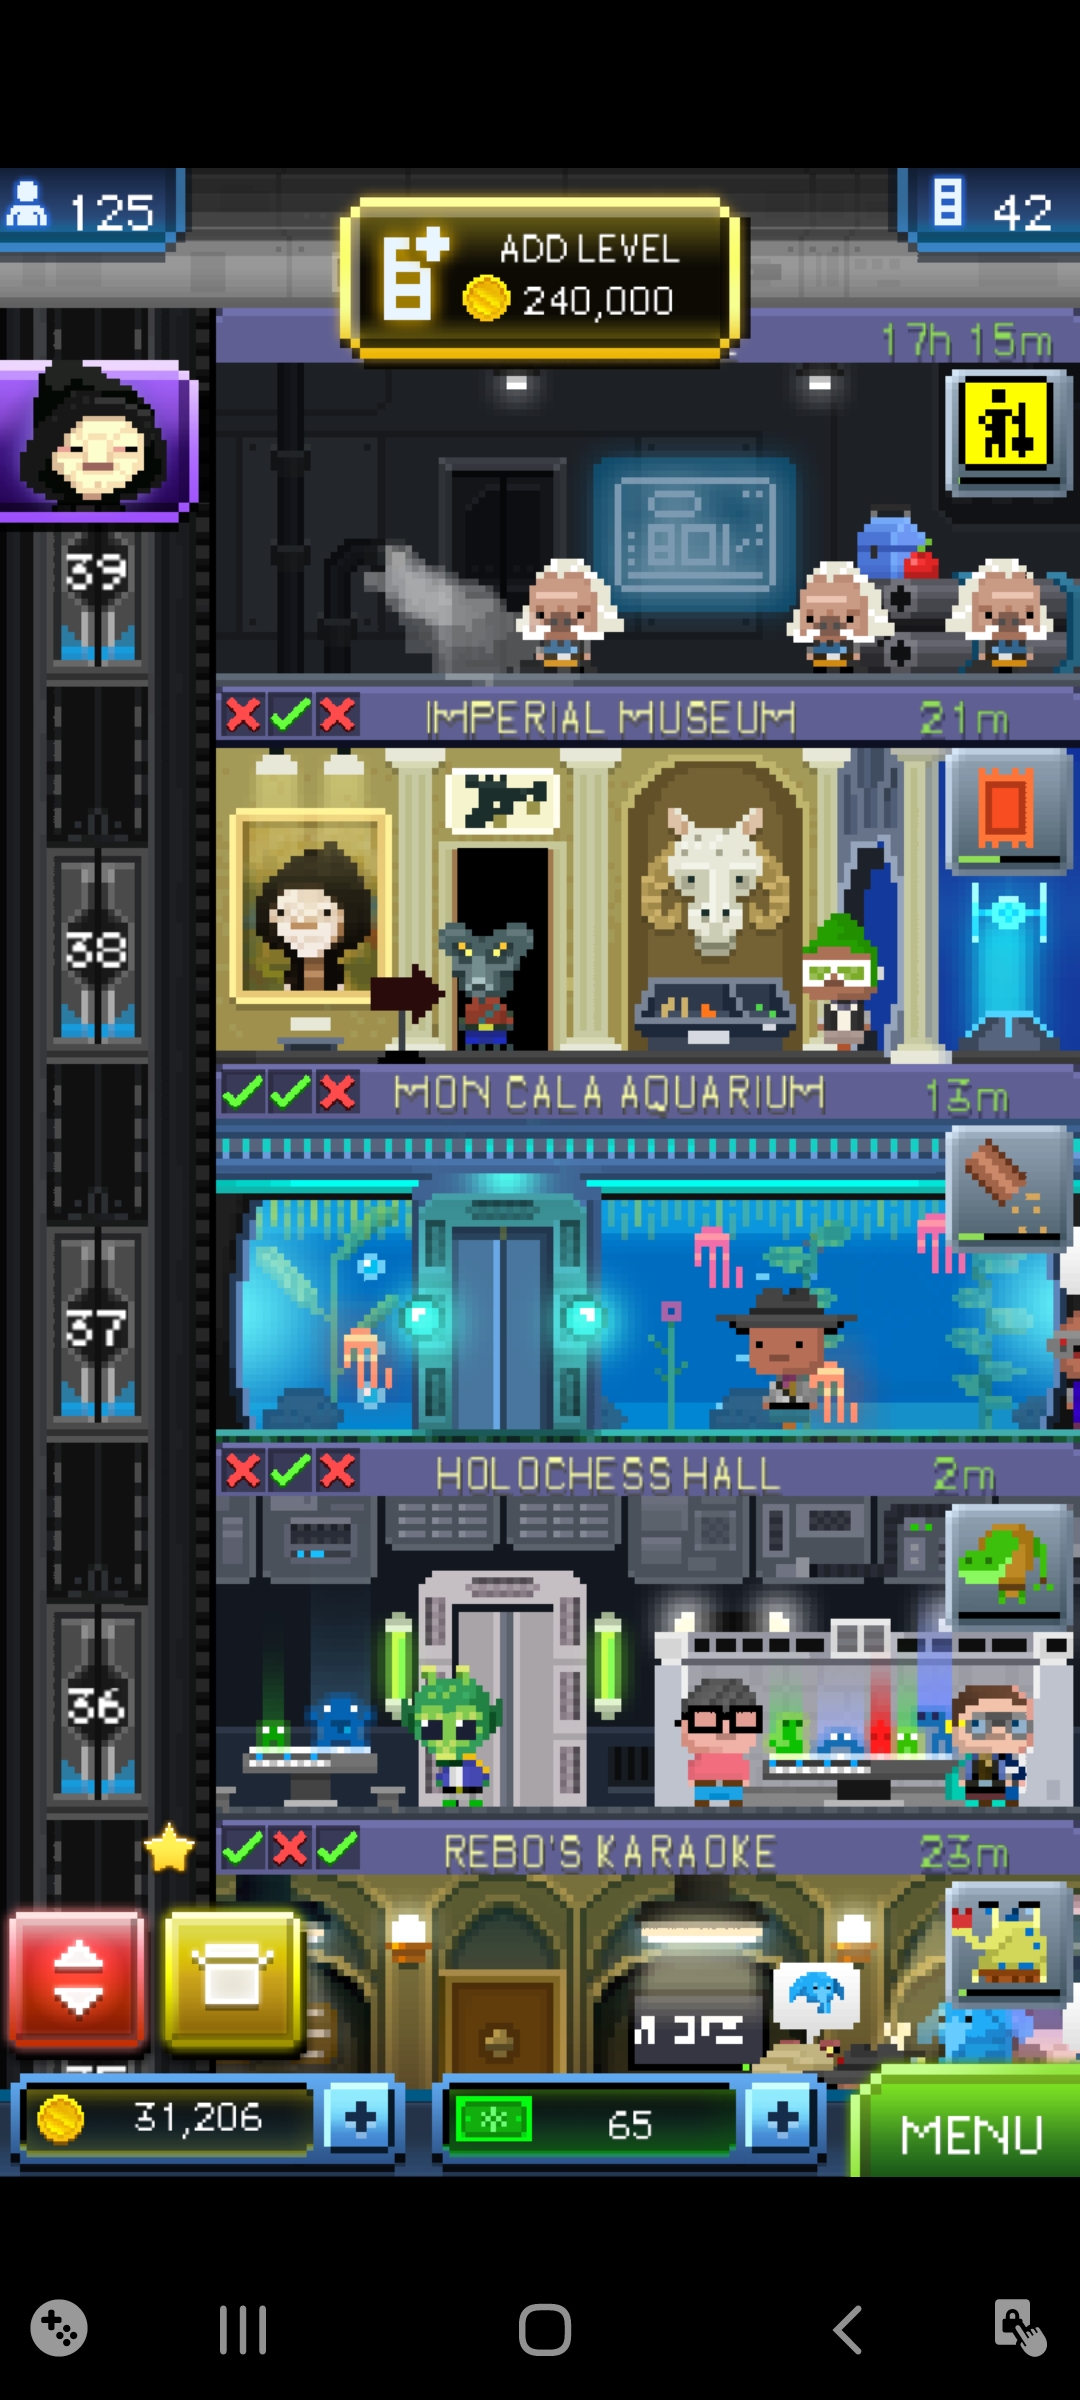 125
ADD LEVEL
240,000
42
17h 15m
39
IMPERIAL MUSEUM 21m
38
MON CALA AQUARIUM 13m
37
HOLOCHESS HALL 2m
36
REBO'S KARAOKE 23m
31,206
65
MENU